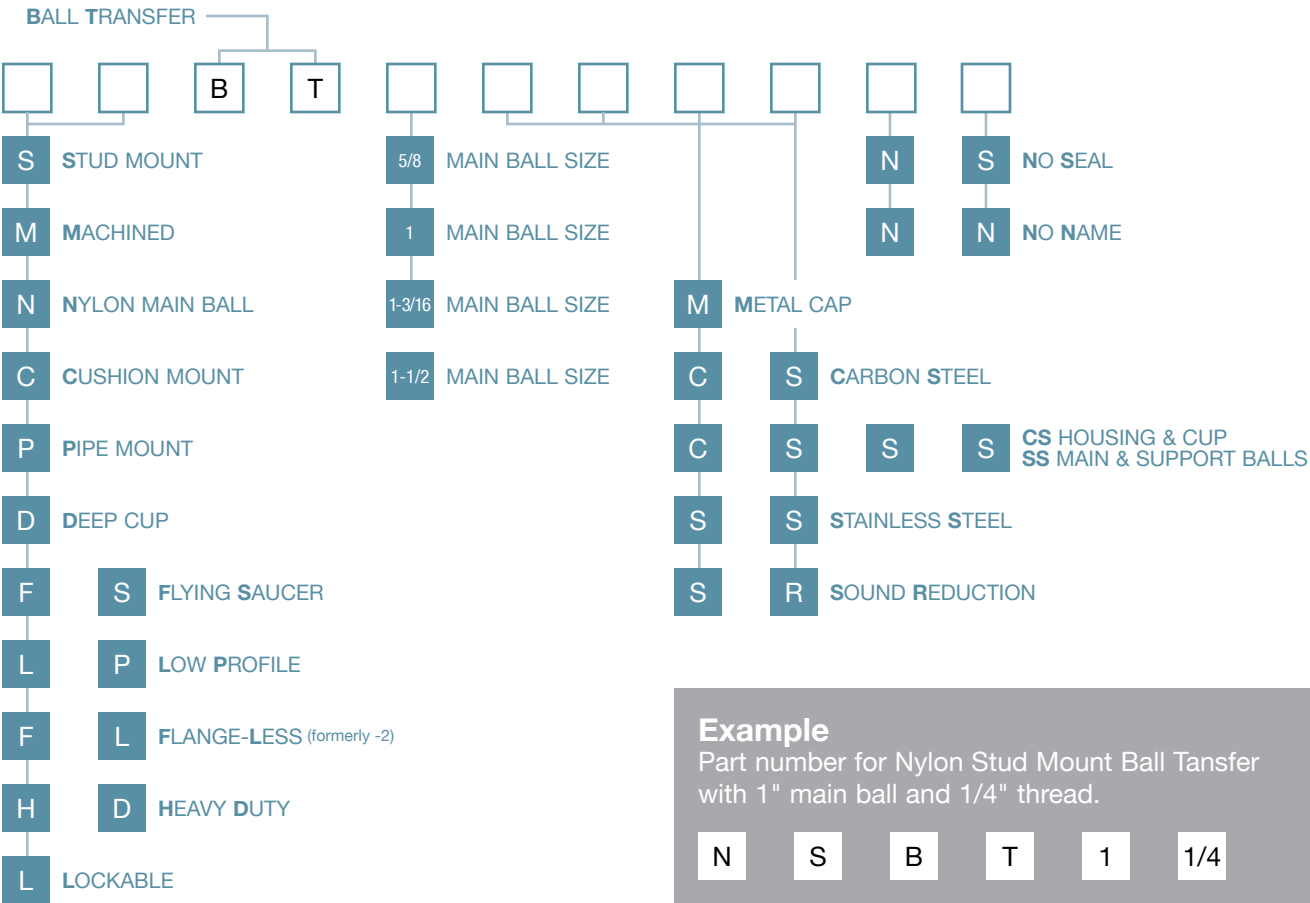 BALL TRANSFER
B T
S STUD MOUNT 5/8 MAIN BALL SIZE N S NO SEAL
M MACHINED 1 MAIN BALL SIZE N N NO NAME
N NYLON MAIN BALL 1-3/16 MAIN BALL SIZE M METAL CAP
C CUSHION MOUNT 1-1/2 MAIN BALL SIZE C S CARBON STEEL
P PIPE MOUNT C S S S CS HOUSING & CUP
SS MAIN & SUPPORT BALLS
D DEEP CUP S S STAINLESS STEEL
F S FLYING SAUCER S R SOUND REDUCTION
L P LOW PROFILE
F L FLANGE-LESS (formerly -2)
H D HEAVY DUTY
L LOCKABLE
Example
Part number for Nylon Stud Mount Ball Tansfer
with 1" main ball and 1/4" thread.
N S B T 1 1/4